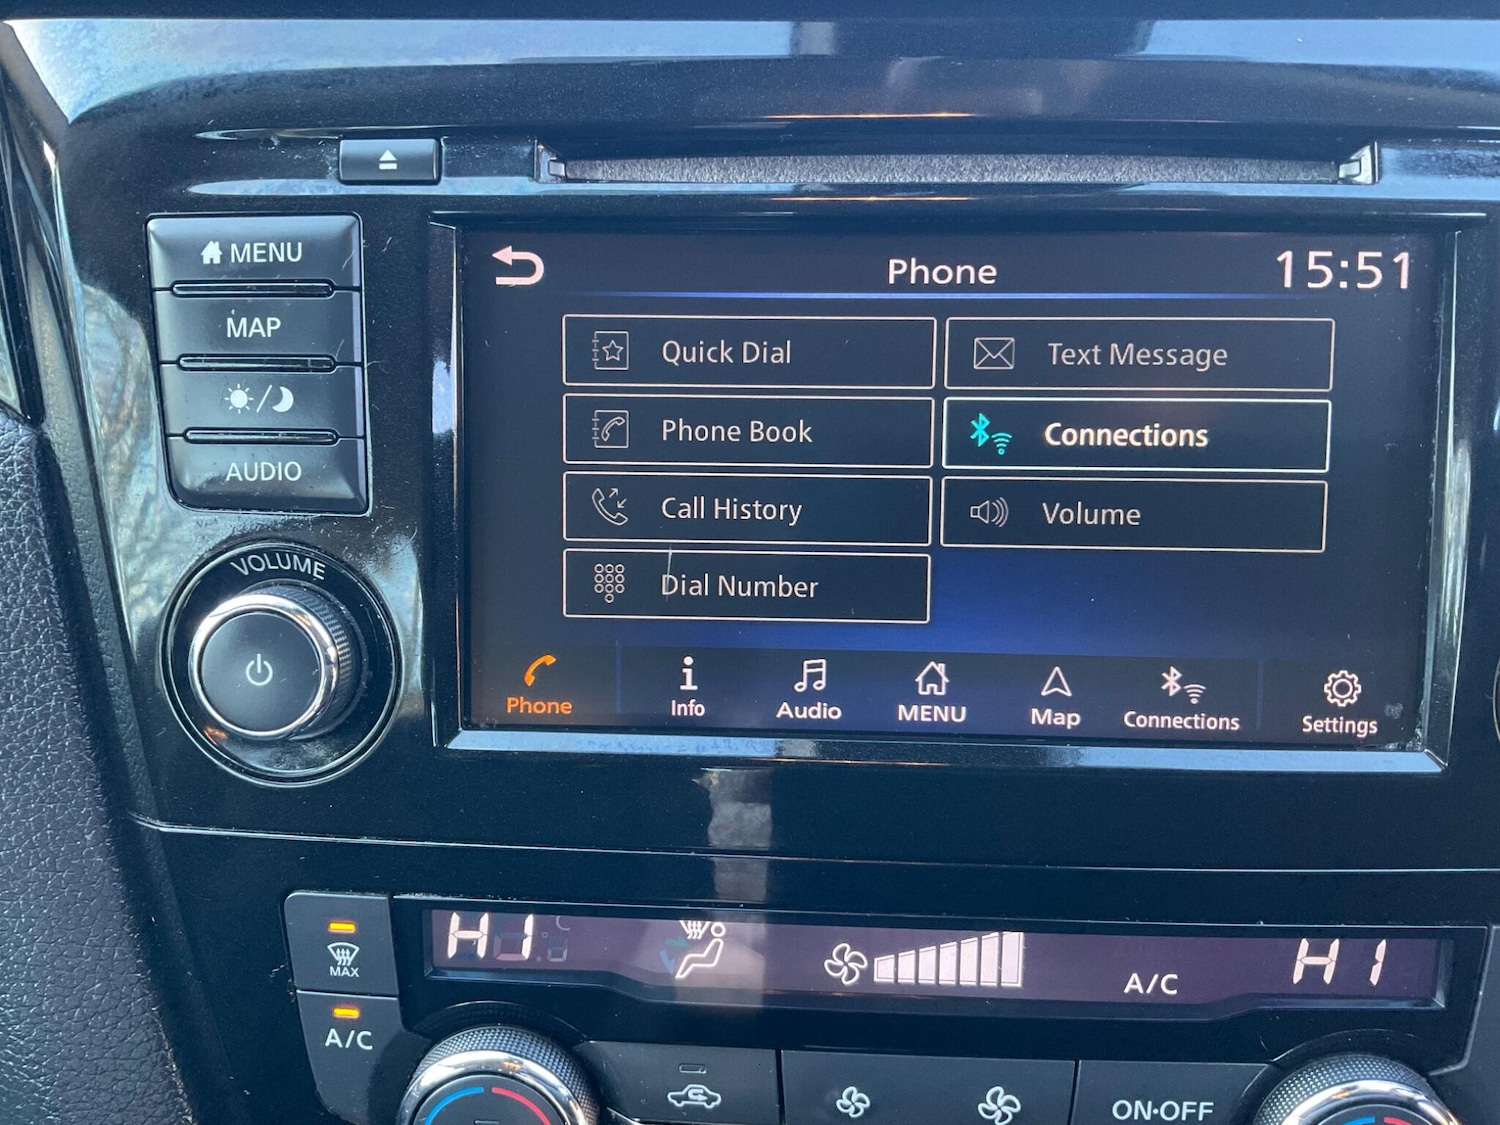 MENU
MAP
AUDIO
VOLUME
Phone
15:51
Quick Dial
Text Message
Phone Book
Connections
Call History
Volume
Dial Number
Phone
Info
Audio
MENU
Map
Connections
Settings
MAX
A/C
HI
A/C
HI
ON·OFF